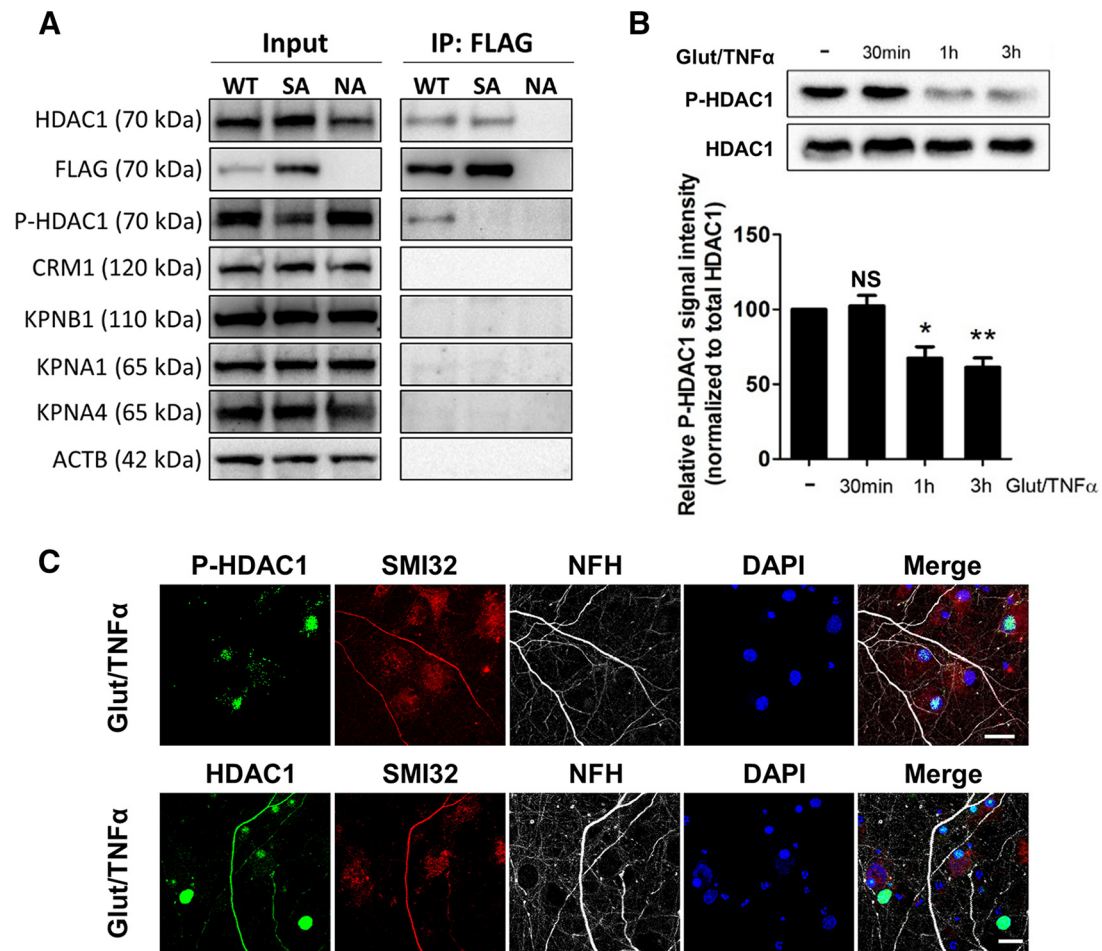 A
Input
IP: FLAG
WT SA NA
WT SA NA
HDAC1 (70 kDa)
FLAG (70 kDa)
P-HDAC1 (70 kDa)
CRM1 (120 kDa)
KPNB1 (110 kDa)
KPNA1 (65 kDa)
KPNA4 (65 kDa)
ACTB (42 kDa)
B
Glut/TNFα - 30min 1h 3h
P-HDAC1
HDAC1
Relative P-HDAC1 signal intensity
(normalized to total HDAC1)
150
100
50
0
NS
*
**
- 30min 1h 3h Glut/TNFα
C
P-HDAC1 SMI32 NFH DAPI Merge
Glut/TNFα
HDAC1 SMI32 NFH DAPI Merge
Glut/TNFα